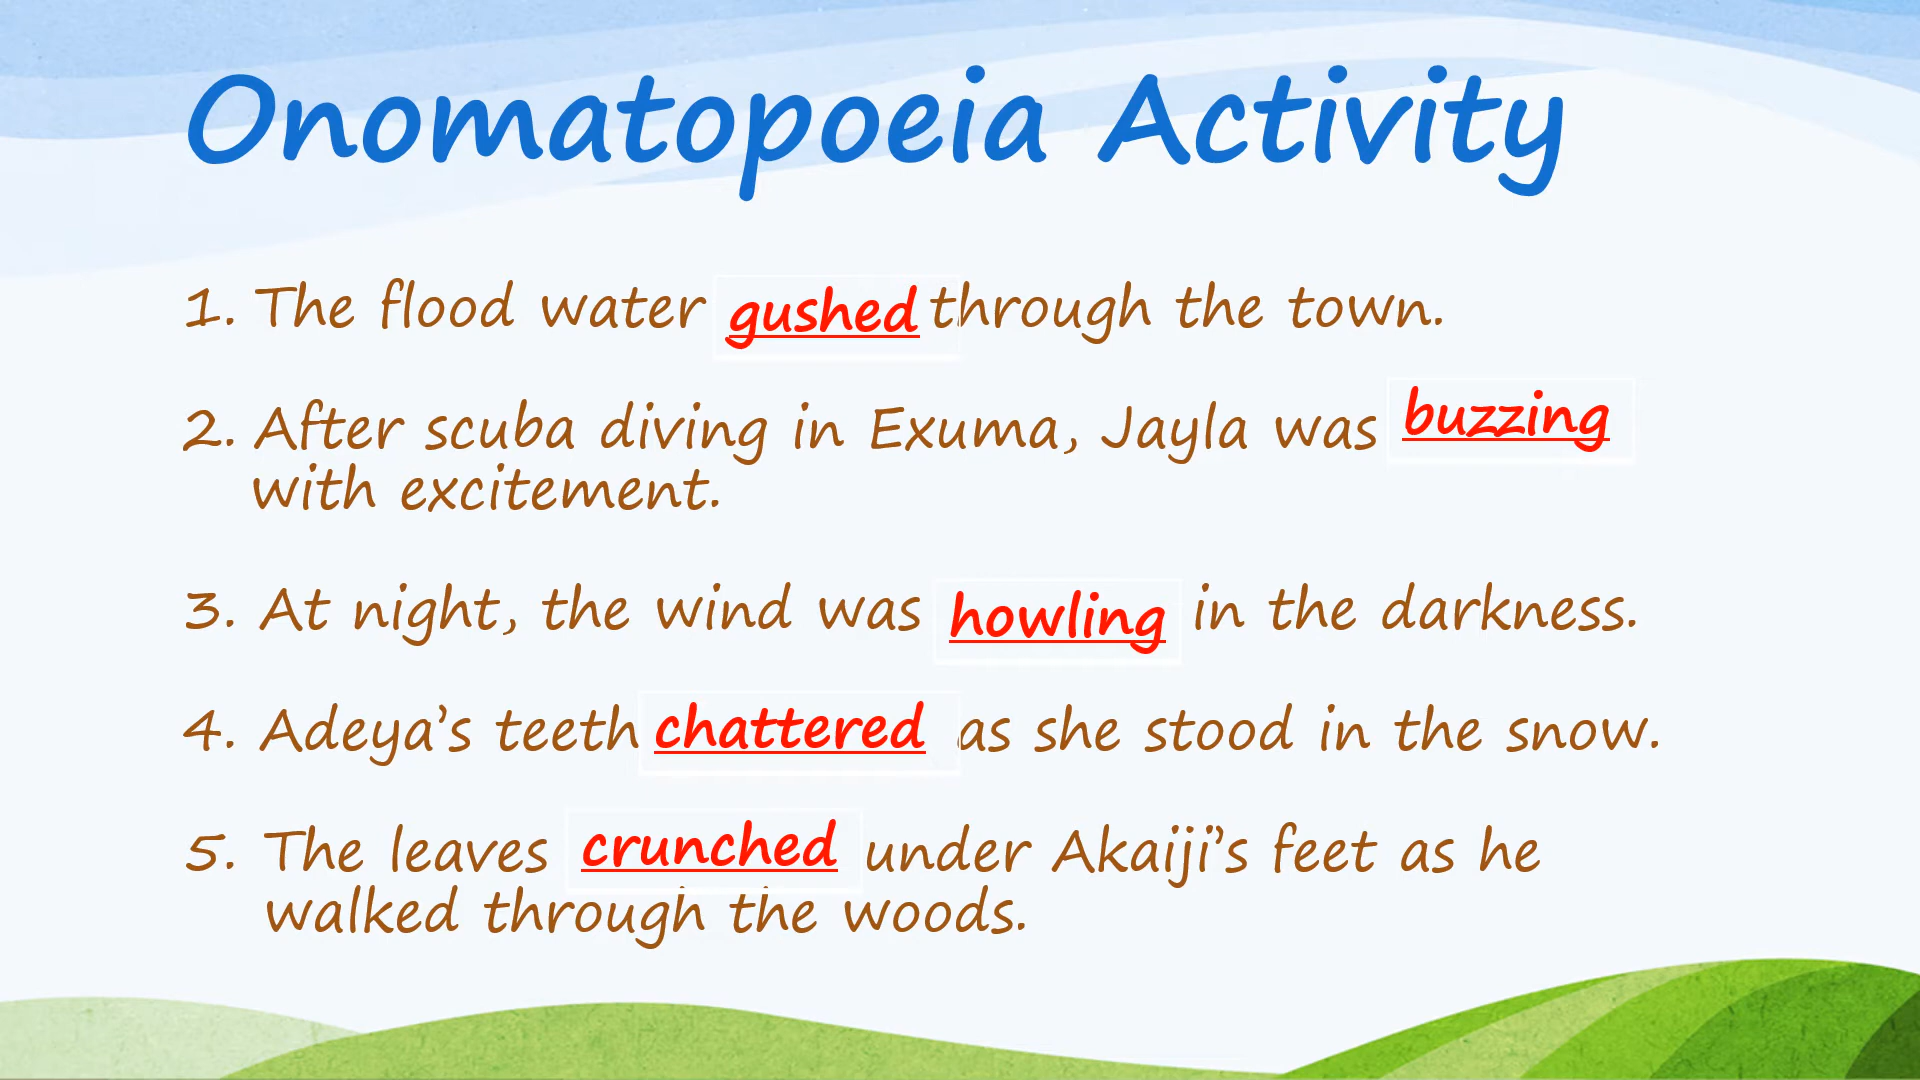 Onomatopoeia Activity
1. The flood water gushed through the town.
2. After scuba diving in Exuma, Jayla was buzzing
with excitement.
3. At night, the wind was howling in the darkness.
4. Adeya’s teeth chattered as she stood in the snow.
5. The leaves crunched under Akaiji’s feet as he
walked through the woods.